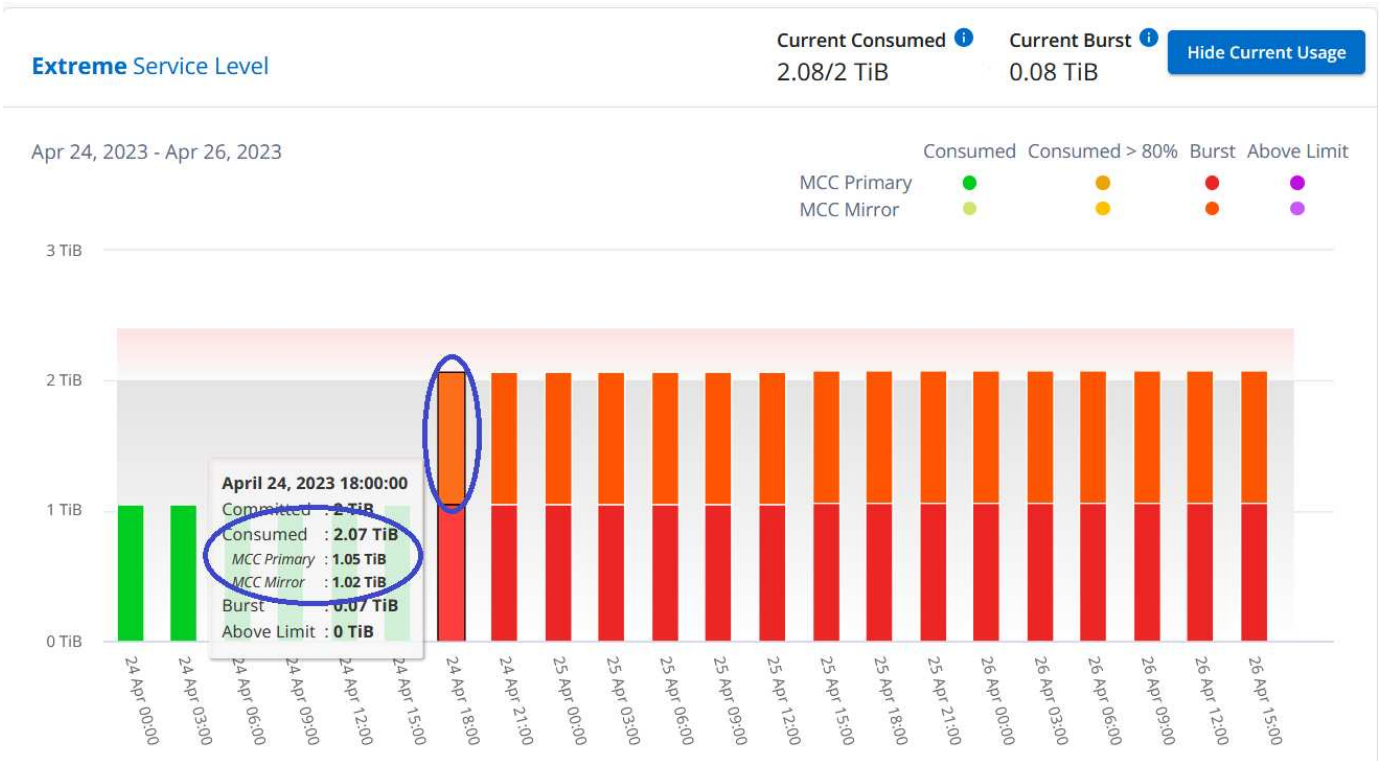 Extreme Service Level
Current Consumed
2.08/2 TiB
Current Burst
0.08 TiB
Hide Current Usage
Apr 24, 2023 - Apr 26, 2023
Consumed Consumed > 80% Burst Above Limit
MCC Primary
MCC Mirror
3 TiB
2 TiB
1 TiB
0 TiB
April 24, 2023 18:00:00
Committed : 2 TiB
Consumed : 2.07 TiB
MCC Primary : 1.05 TiB
MCC Mirror : 1.02 TiB
Burst : 0.07 TiB
Above Limit : 0 TiB
24 Apr 00:00
24 Apr 03:00
24 Apr 06:00
24 Apr 09:00
24 Apr 12:00
24 Apr 15:00
24 Apr 18:00
24 Apr 21:00
25 Apr 00:00
25 Apr 03:00
25 Apr 06:00
25 Apr 09:00
25 Apr 12:00
25 Apr 15:00
25 Apr 18:00
25 Apr 21:00
26 Apr 00:00
26 Apr 03:00
26 Apr 06:00
26 Apr 09:00
26 Apr 12:00
26 Apr 15:00